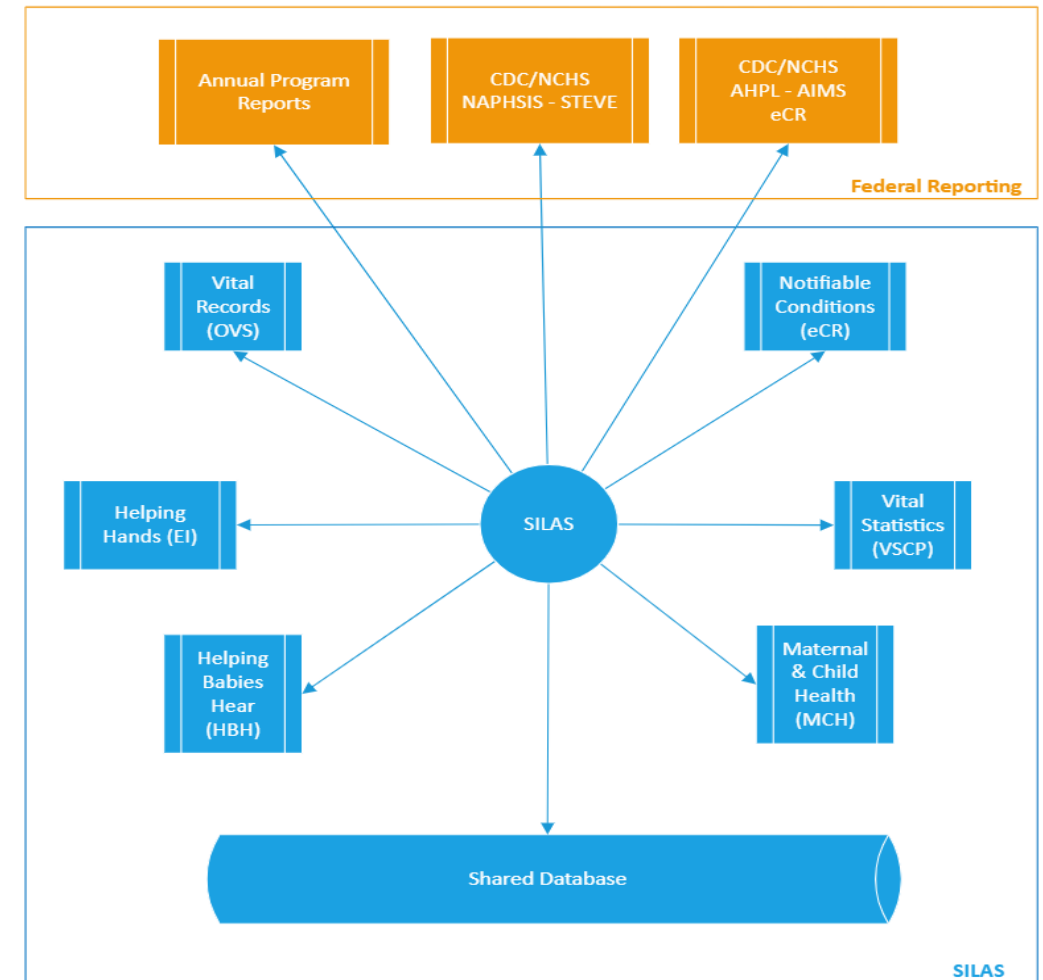 Annual Program
Reports
CDC/NCHS
NAPHSIS - STEVE
CDC/NCHS
AHPL - AIMS
eCR
Federal Reporting
Vital
Records
(OVS)
Notifiable
Conditions
(eCR)
Helping
Hands (EI)
SILAS
Vital
Statistics
(VSCP)
Helping
Babies
Hear
(HBH)
Maternal
& Child
Health
(MCH)
Shared Database
SILAS